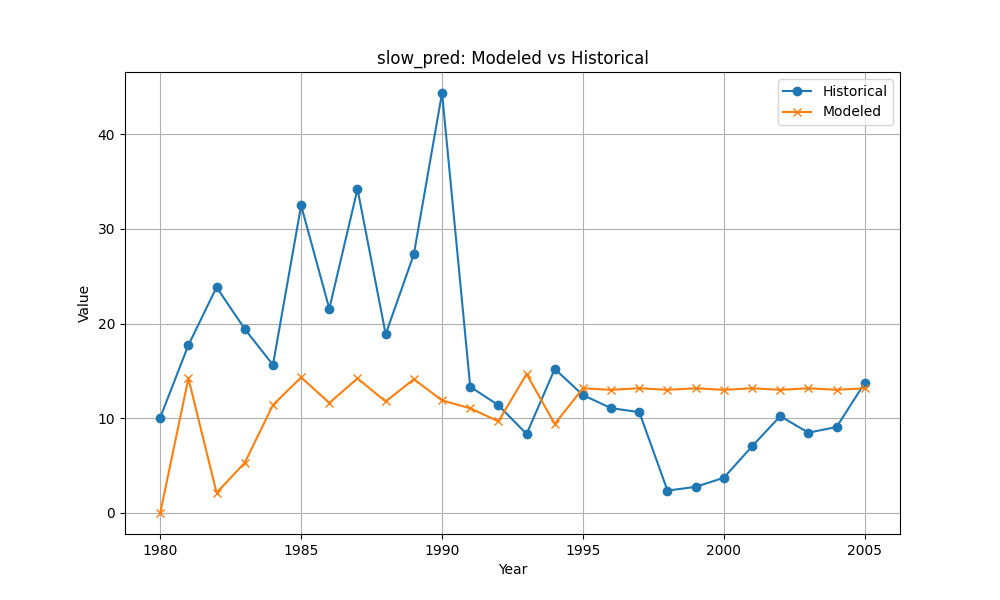 slow_pred: Modeled vs Historical
Historical
Modeled
Value
40
30
20
10
0
1980
1985
1990
1995
2000
2005
Year